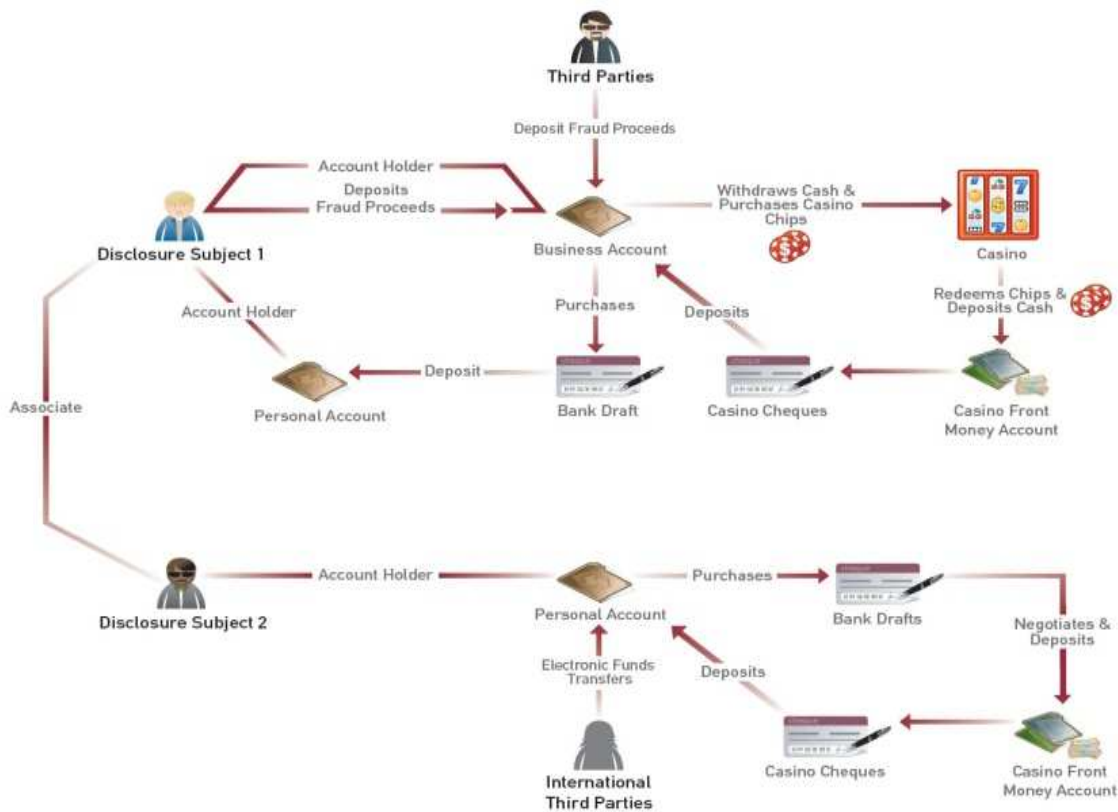 Third Parties
Deposit Fraud Proceeds
Account Holder
Deposits
Fraud Proceeds
Disclosure Subject 1
Business Account
Withdraws Cash &
Purchases Casino
Chips
Casino
Redeems Chips &
Deposits Cash
Account Holder
Purchases
Deposits
Deposit
Personal Account
Bank Draft
Casino Cheques
Casino Front
Money Account
Associate
Disclosure Subject 2
Account Holder
Personal Account
Purchases
Bank Drafts
Negotiates &
Deposits
Electronic Funds
Transfers
Deposits
International
Third Parties
Casino Cheques
Casino Front
Money Account